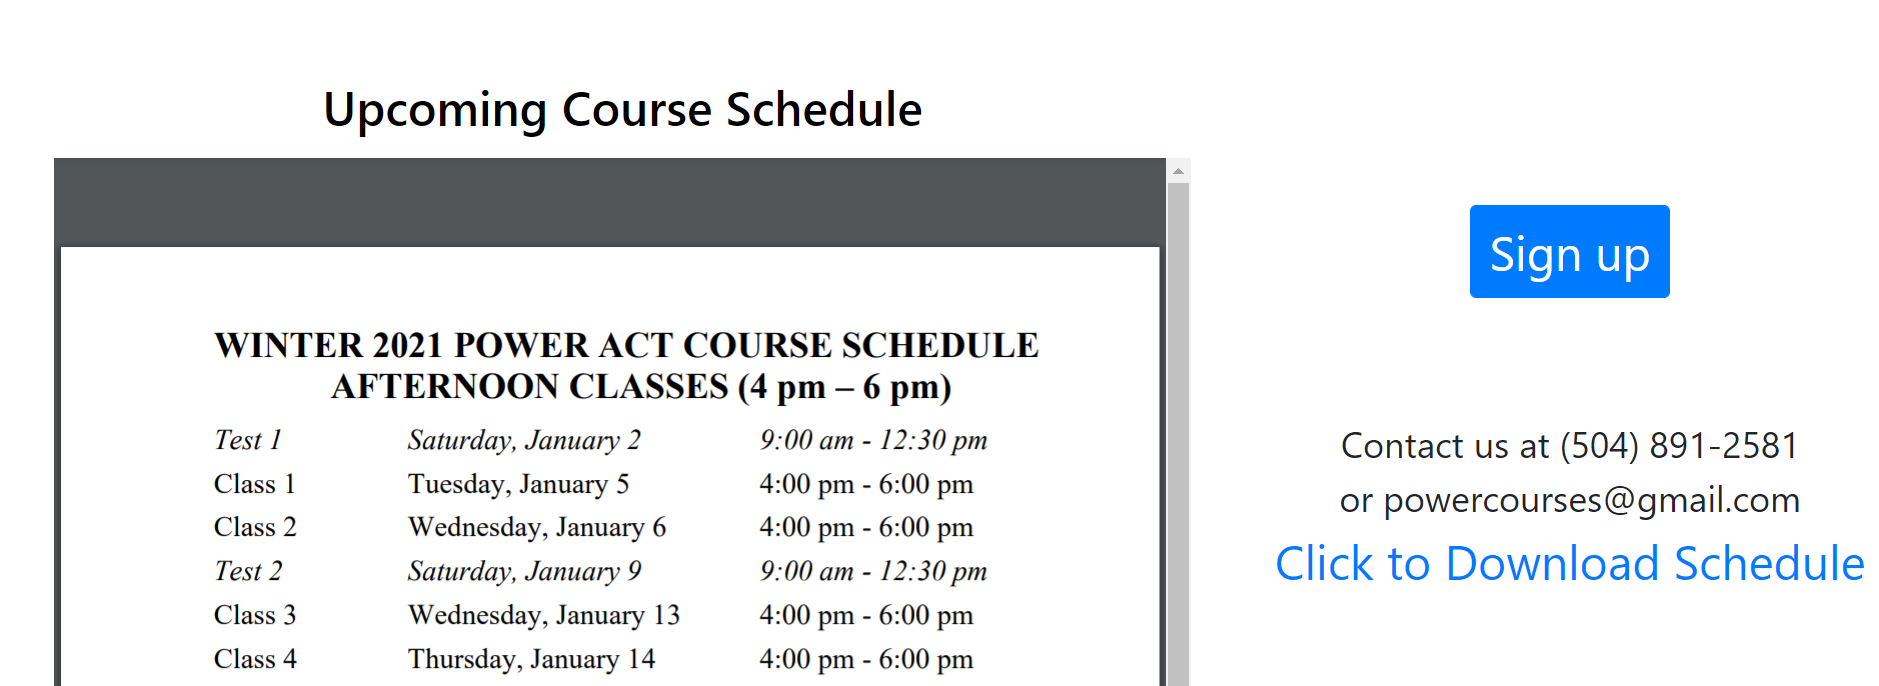 Upcoming Course Schedule
WINTER 2021 POWER ACT COURSE SCHEDULE
AFTERNOON CLASSES (4 pm – 6 pm)
Test 1 Saturday, January 2 9:00 am - 12:30 pm
Class 1 Tuesday, January 5 4:00 pm - 6:00 pm
Class 2 Wednesday, January 6 4:00 pm - 6:00 pm
Test 2 Saturday, January 9 9:00 am - 12:30 pm
Class 3 Wednesday, January 13 4:00 pm - 6:00 pm
Class 4 Thursday, January 14 4:00 pm - 6:00 pm
Sign up
Contact us at (504) 891-2581
or powercourses@gmail.com
Click to Download Schedule